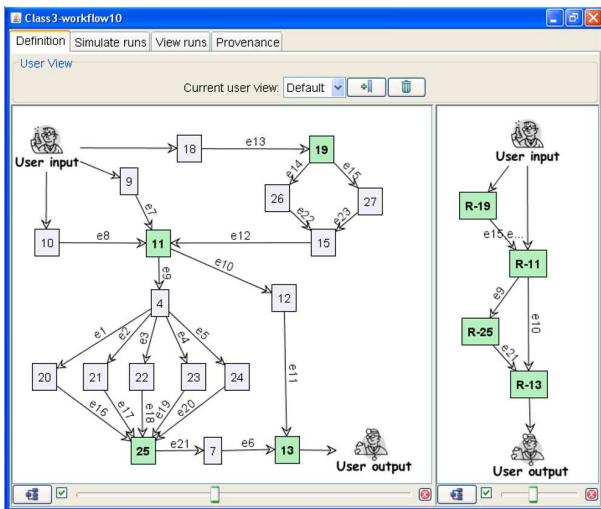 Class3-workflow10
Definition Simulate runs View runs Provenance
User View
Current user view: Default
User input
18
e13
19
9
e14
e15
26
27
e7
e22
e23
10
e8
11
e12
15
e9
e10
4
12
e1
e2
e3
e4
e5
e11
20
21
22
23
24
e16
e17
e18
e19
e20
25
e21
7
e6
13
User output
User input
R-19
e15,e...
R-11
e9
e10
R-25
e21
R-13
User output